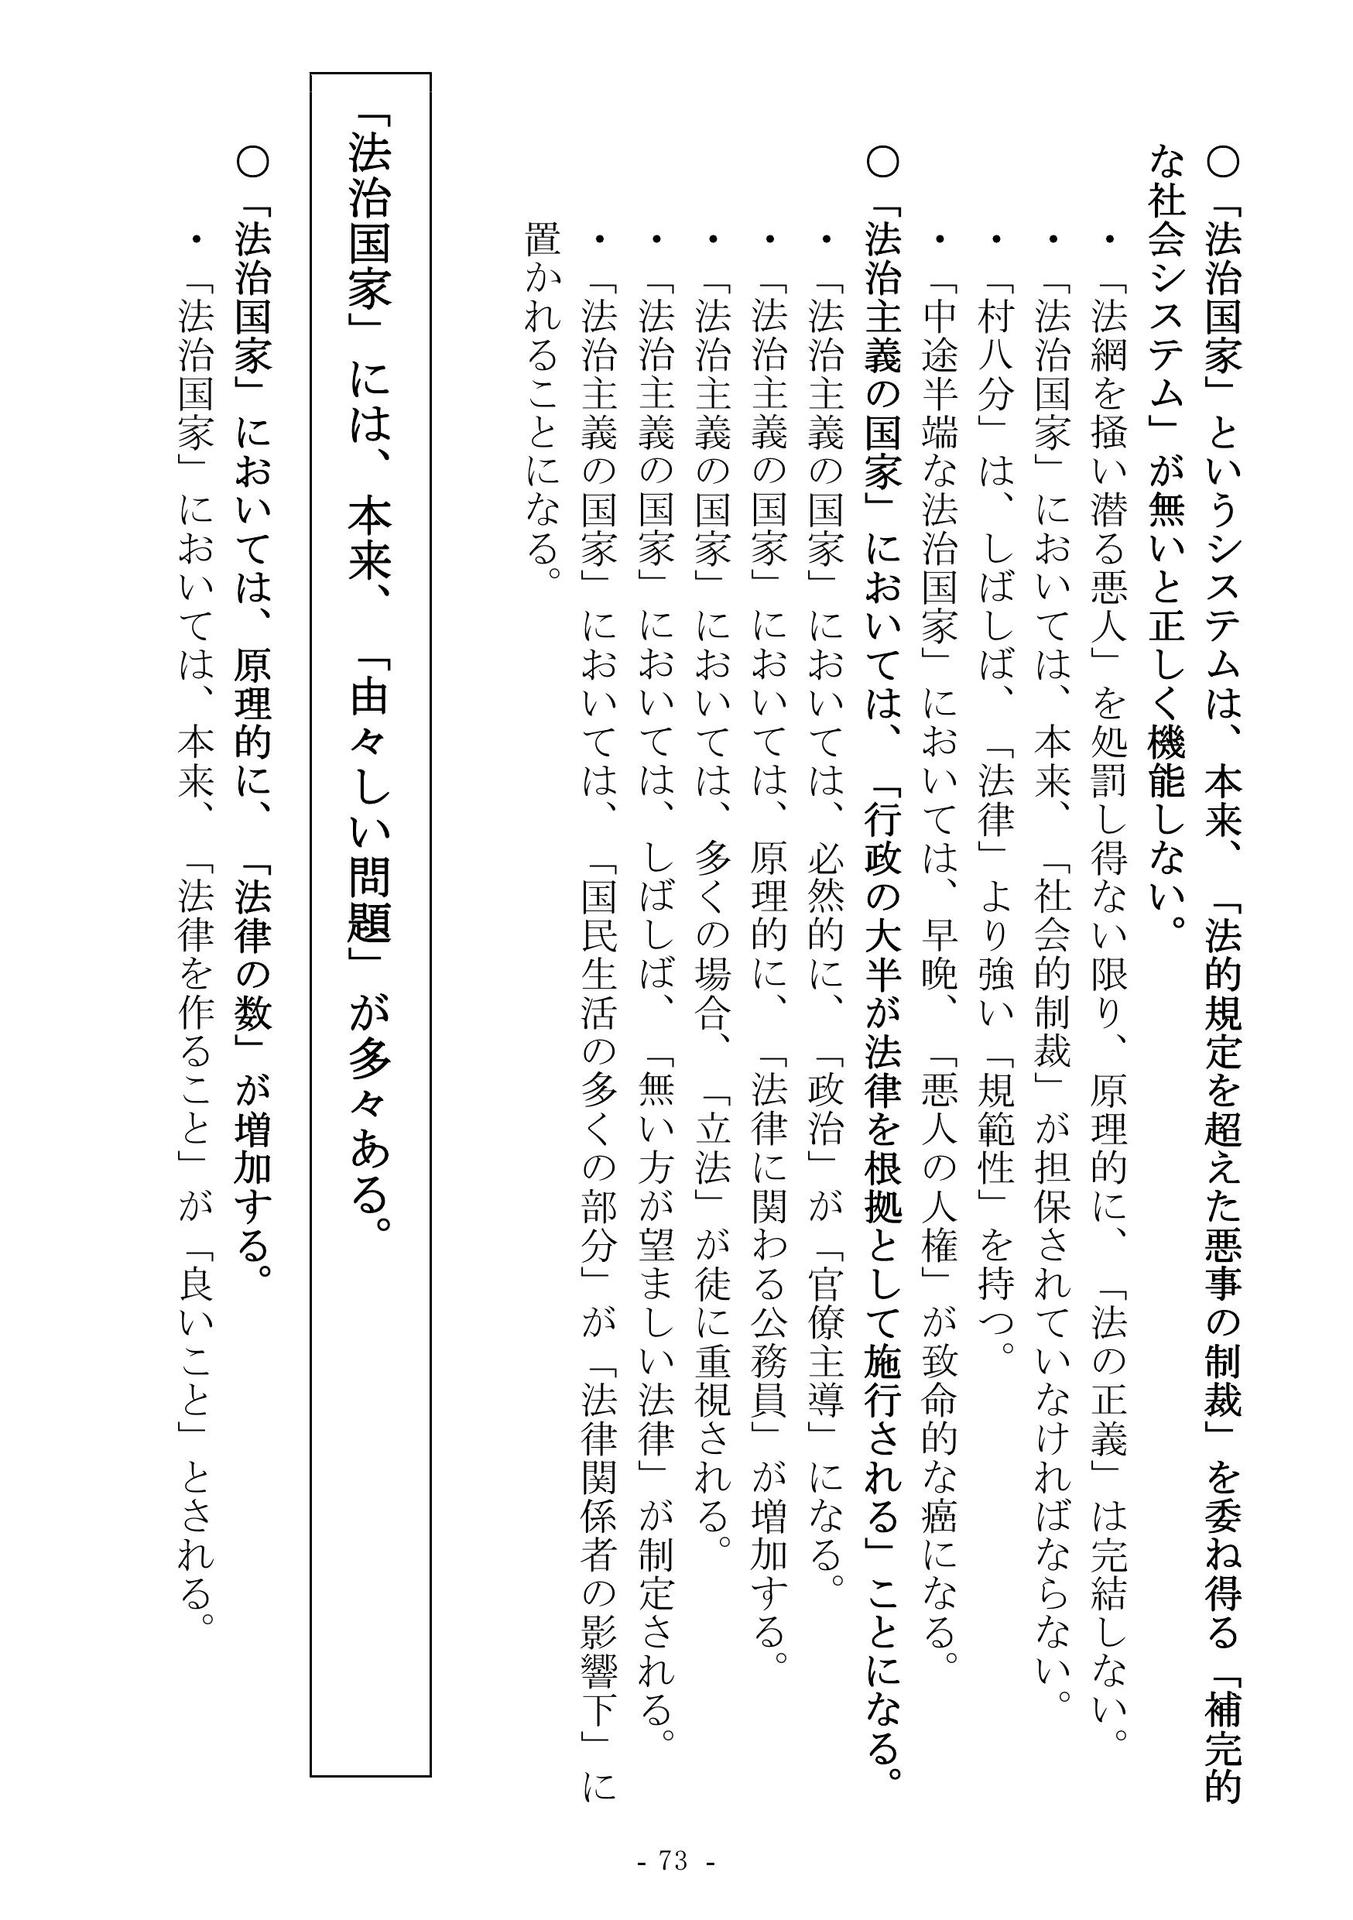 〇「法治国家」というシステムは、本来、「法的規定を超えた悪事の制裁」を委ね得る「補完的
な社会システム」が無いと正しく機能しない。
・「法網を掻い潜る悪人」を処罰し得ない限り、原理的に、「法の正義」は完結しない。
・「法治国家」においては、本来、「社会的制裁」が担保されていなければならない。
・「村八分」は、しばしば、「法律」より強い「規範性」を持つ。
・「中途半端な法治国家」においては、早晩、「悪人の人権」が致命的な癌になる。
〇「法治主義の国家」においては、「行政の大半が法律を根拠として施行される」ことになる。
・「法治主義の国家」においては、必然的に、「政治」が「官僚主導」になる。
・「法治主義の国家」においては、原理的に、「法律に関わる公務員」が増加する。
・「法治主義の国家」においては、多くの場合、「立法」が徒に重視される。
・「法治主義の国家」においては、しばしば、「無い方が望ましい法律」が制定される。
・「法治主義の国家」においては、「国民生活の多くの部分」が「法律関係者の影響下」に
置かれることになる。
「法治国家」には、本来、「由々しい問題」が多々ある。
〇「法治国家」においては、原理的に、「法律の数」が増加する。
・「法治国家」においては、本来、「法律を作ること」が「良いこと」とされる。
- 73 -